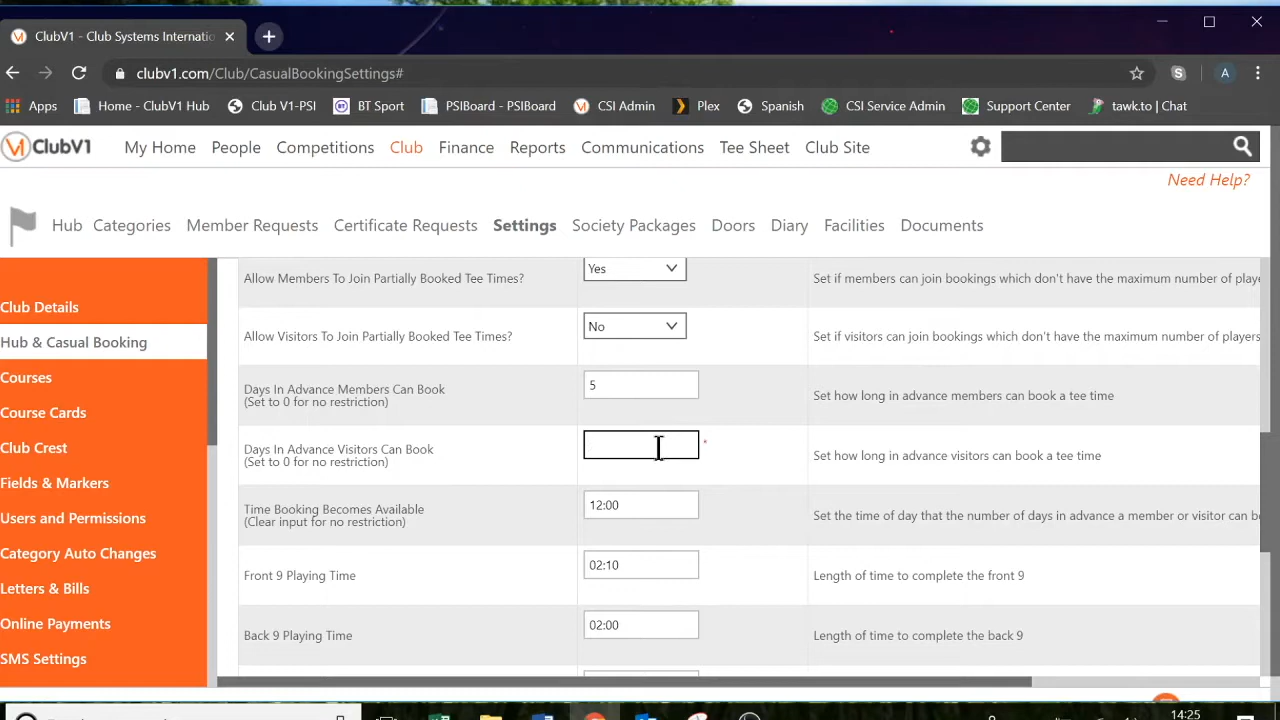 ClubV1 - Club Systems Internatio
clubv1.com/Club/CasualBookingSettings#
A
Apps Home - ClubV1 Hub Club V1-PSI BT Sport PSIBoard - PSIBoard CSI Admin Plex Spanish CSI Service Admin Support Center tawk.to | Chat
ClubV1 My Home People Competitions Club Finance Reports Communications Tee Sheet Club Site
Need Help?
Hub Categories Member Requests Certificate Requests Settings Society Packages Doors Diary Facilities Documents
Club Details
Hub & Casual Booking
Courses
Course Cards
Club Crest
Fields & Markers
Users and Permissions
Category Auto Changes
Letters & Bills
Online Payments
SMS Settings
Allow Members To Join Partially Booked Tee Times? Yes Set if members can join bookings which don't have the maximum number of playe
Allow Visitors To Join Partially Booked Tee Times? No Set if visitors can join bookings which don't have the maximum number of players
Days In Advance Members Can Book
(Set to 0 for no restriction)
5
Set how long in advance members can book a tee time
Days In Advance Visitors Can Book
(Set to 0 for no restriction)
*
Set how long in advance visitors can book a tee time
Time Booking Becomes Available
(Clear input for no restriction)
12:00
Set the time of day that the number of days in advance a member or visitor can b
Front 9 Playing Time 02:10 Length of time to complete the front 9
Back 9 Playing Time 02:00 Length of time to complete the back 9
14:25